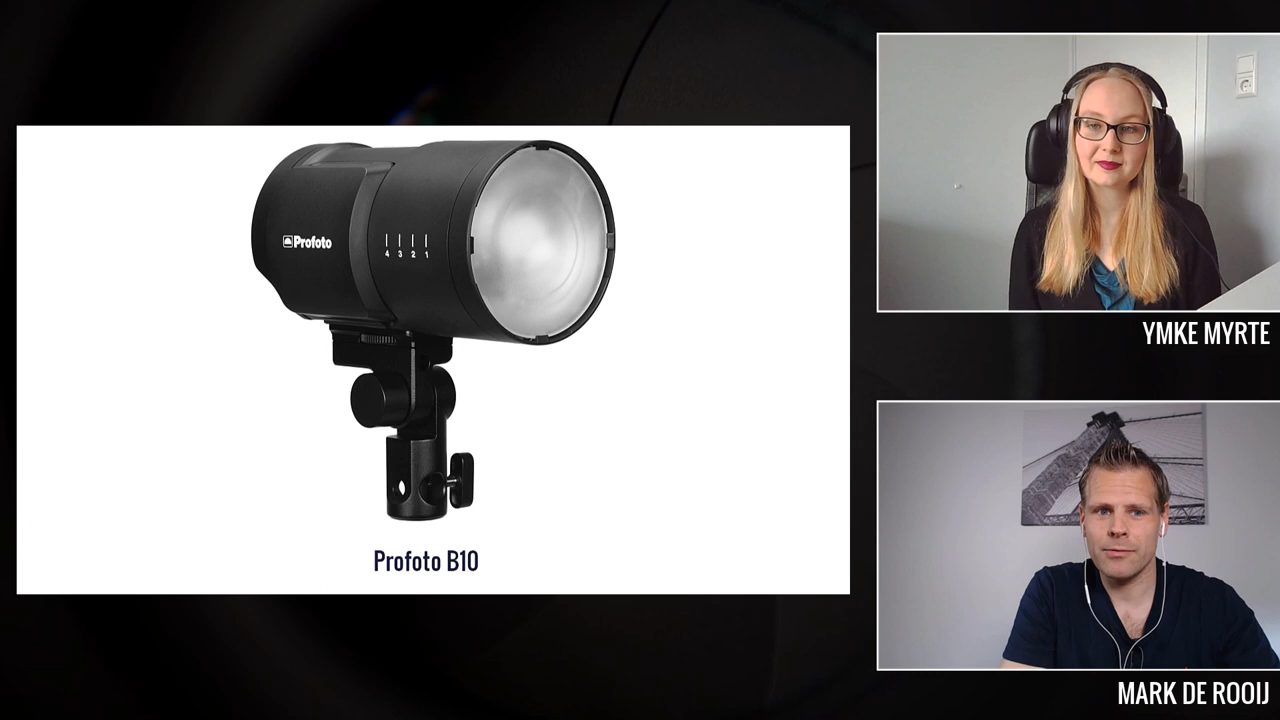 Profoto
4 3 2 1
Profoto B10
YMKE MYRTE
MARK DE ROOIJ